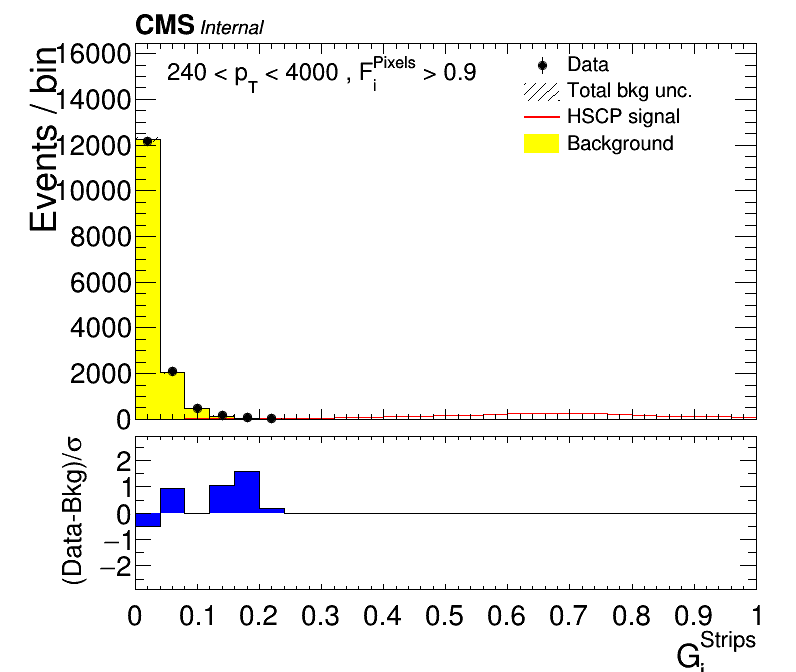 CMS Internal
Events / bin
240 < p_T < 4000 , F_i^Pixels > 0.9
Data
Total bkg unc.
HSCP signal
Background
16000
14000
12000
10000
8000
6000
4000
2000
0
(Data-Bkg)/σ
2
1
0
−1
−2
0 0.1 0.2 0.3 0.4 0.5 0.6 0.7 0.8 0.9 1
G_i^Strips